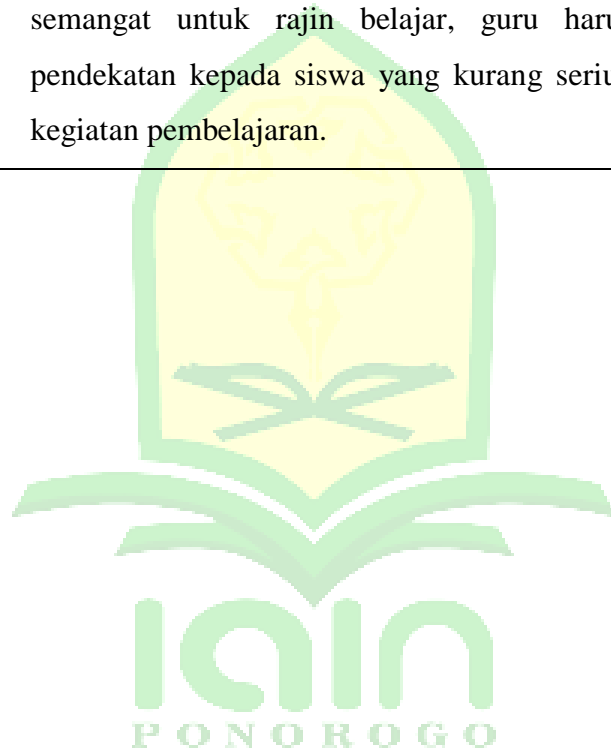 semangat untuk rajin belajar, guru haru
pendekatan kepada siswa yang kurang seriu
kegiatan pembelajaran.
iain
PONOROGO